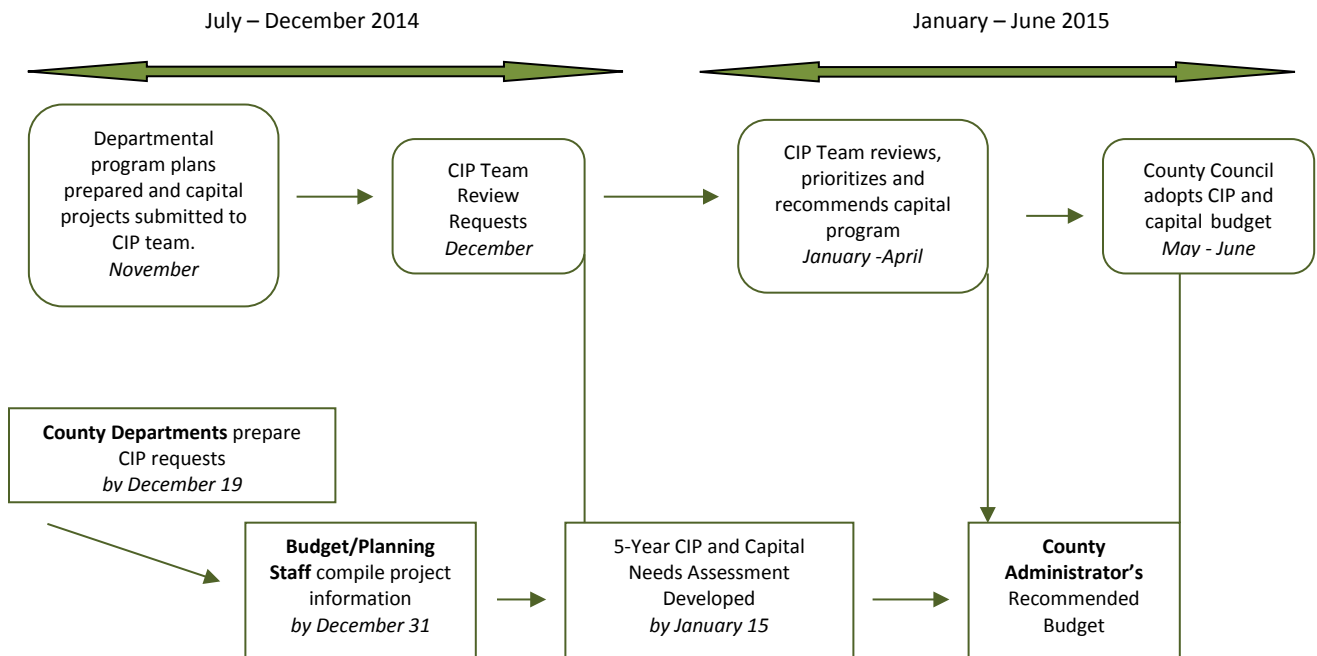 July – December 2014
January – June 2015
Departmental
program plans
prepared and capital
projects submitted to
CIP team.
November
CIP Team
Review
Requests
December
CIP Team reviews,
prioritizes and
recommends capital
program
January -April
County Council
adopts CIP and
capital budget
May - June
County Departments prepare
CIP requests
by December 19
Budget/Planning
Staff compile project
information
by December 31
5-Year CIP and Capital
Needs Assessment
Developed
by January 15
County
Administrator’s
Recommended
Budget